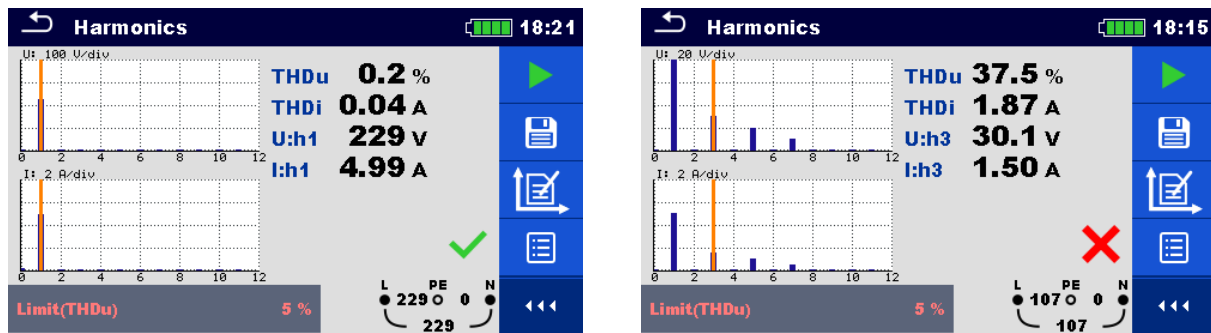 Harmonics 18:21
U: 100 V/div
THDu 0.2 %
THDi 0.04 A
U:h1 229 V
I:h1 4.99 A
0 2 4 6 8 10 12
I: 2 A/div
0 2 4 6 8 10 12
Limit(THDu) 5 %
L PE N
229 0
229
Harmonics 18:15
U: 20 V/div
THDu 37.5 %
THDi 1.87 A
U:h3 30.1 V
I:h3 1.50 A
0 2 4 6 8 10 12
I: 2 A/div
0 2 4 6 8 10 12
Limit(THDu) 5 %
L PE N
107 0
107